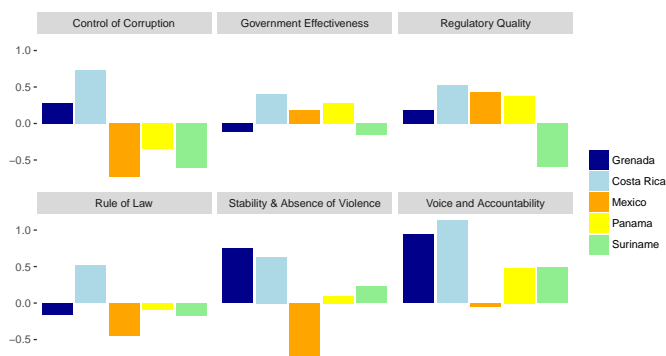 Control of Corruption
Government Effectiveness
Regulatory Quality
1.0
0.5
0.0
−0.5
Grenada
Costa Rica
Mexico
Panama
Suriname
Rule of Law
Stability & Absence of Violence
Voice and Accountability
1.0
0.5
0.0
−0.5